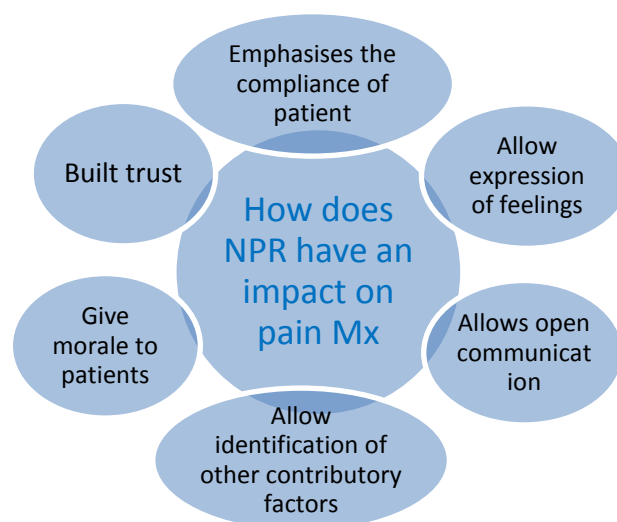 Emphasises the
compliance of
patient
Built trust
Allow
expression
of feelings
How does
NPR have an
impact on
pain Mx
Give
morale to
patients
Allows open
communicat
ion
Allow
identification of
other contributory
factors